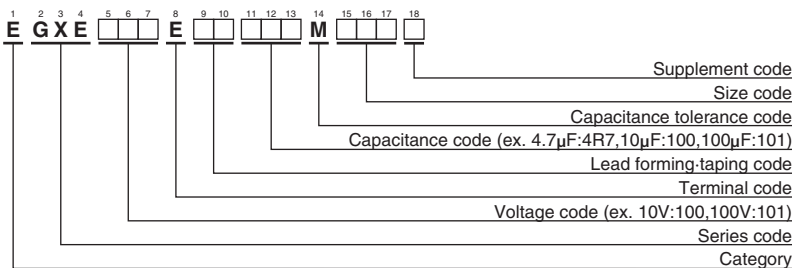 1 2 3 4 5 6 7 8 9 10 11 12 13 14 15 16 17 18
E GXE □□□ E □□ □□□ M □□□ □
Supplement code
Size code
Capacitance tolerance code
Capacitance code (ex. 4.7μF:4R7,10μF:100,100μF:101)
Lead forming·taping code
Terminal code
Voltage code (ex. 10V:100,100V:101)
Series code
Category